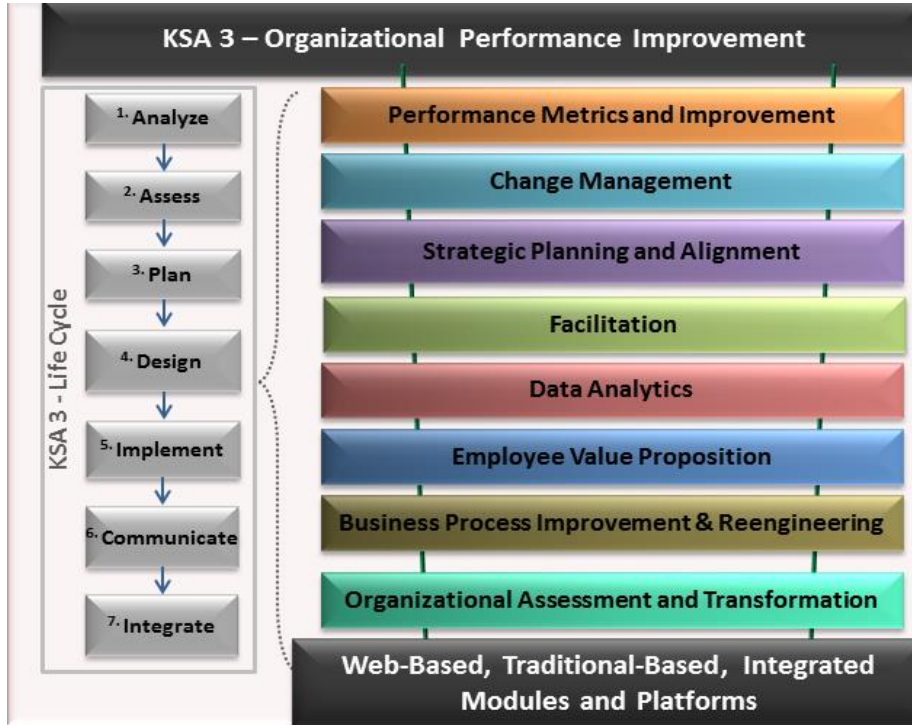 KSA 3 – Organizational Performance Improvement
KSA 3 - Life Cycle
1. Analyze
2. Assess
3. Plan
4. Design
5. Implement
6. Communicate
7. Integrate
Performance Metrics and Improvement
Change Management
Strategic Planning and Alignment
Facilitation
Data Analytics
Employee Value Proposition
Business Process Improvement & Reengineering
Organizational Assessment and Transformation
Web-Based, Traditional-Based, Integrated
Modules and Platforms